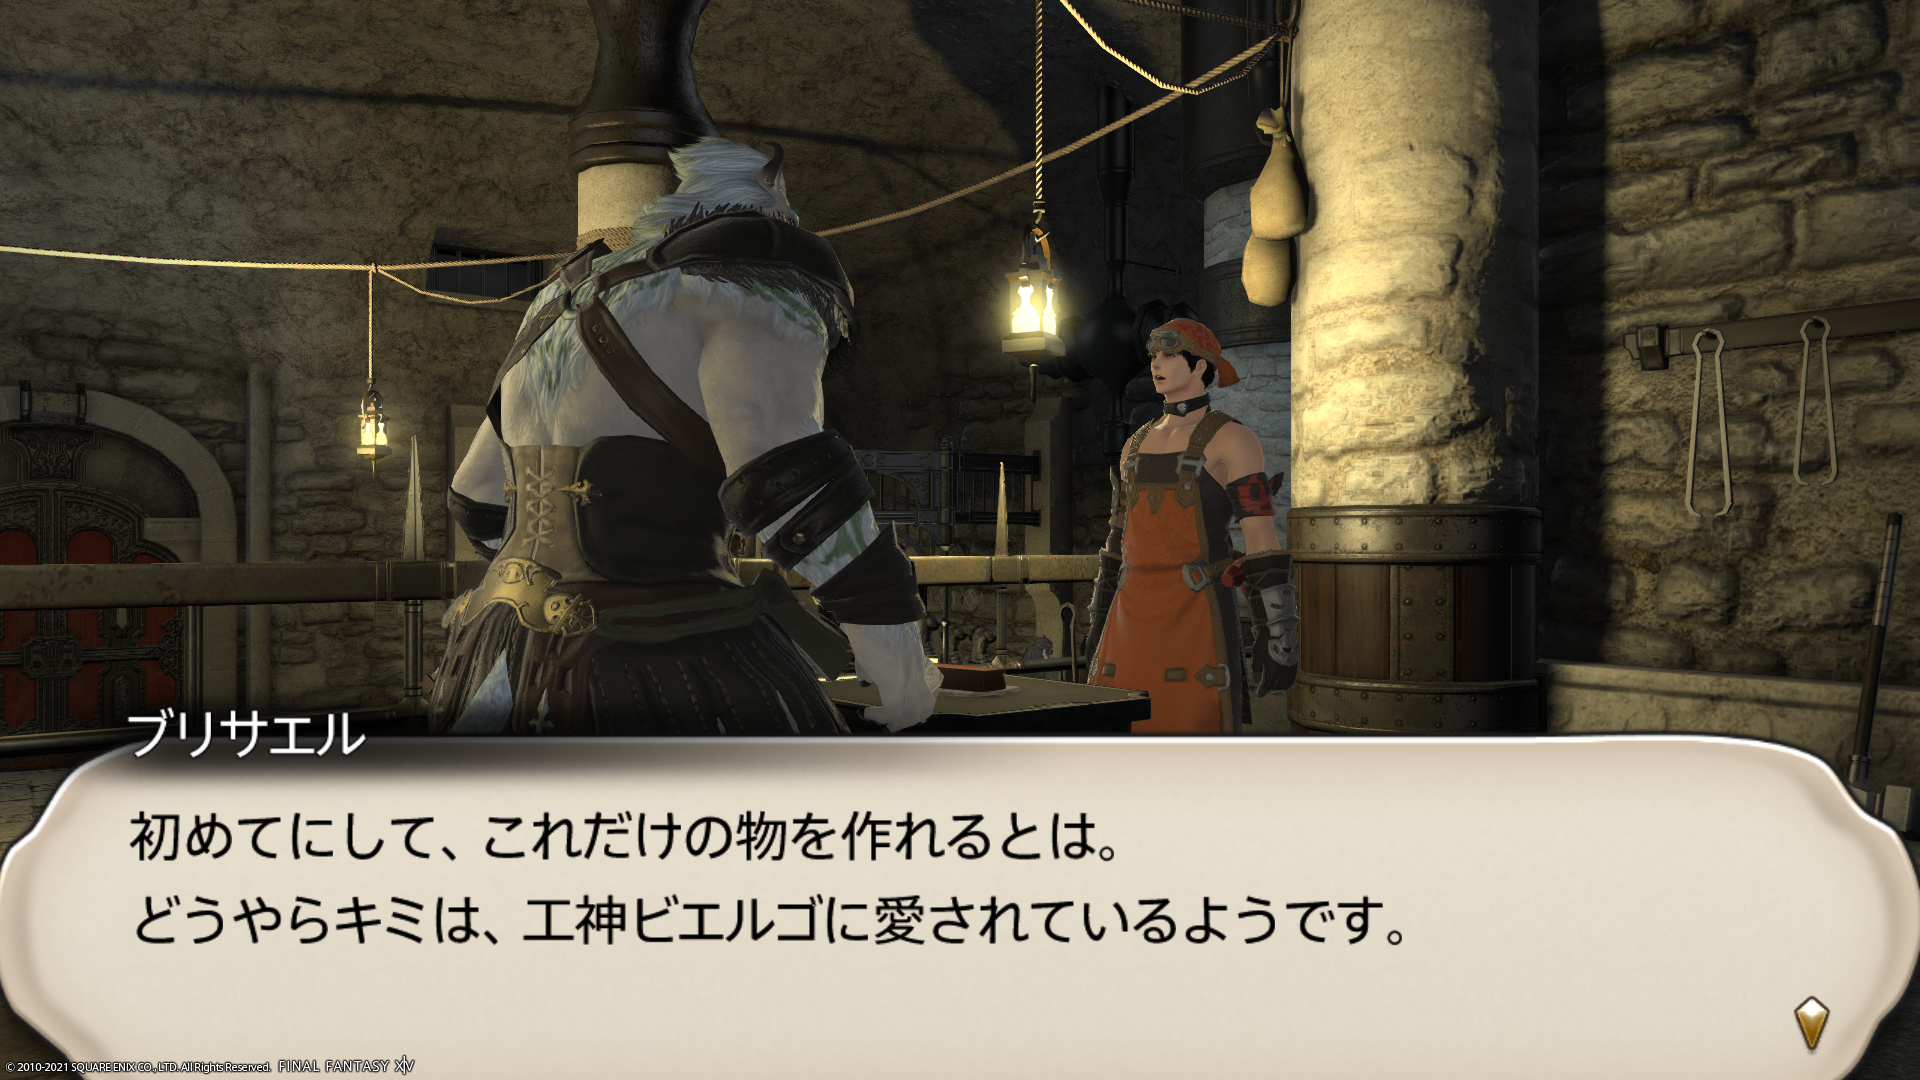 ブリサエル
初めてにして、これだけの物を作れるとは。
どうやらキミは、工神ビエルゴに愛されているようです。
© 2010-2021 SQUARE ENIX CO., LTD. All Rights Reserved. FINAL FANTASY XIV